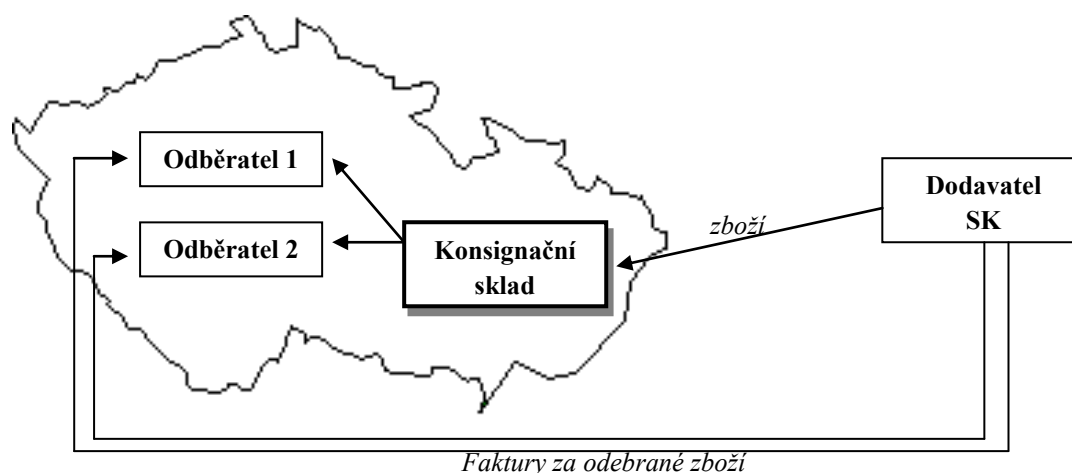 Odběratel 1
Odběratel 2
Konsignační
sklad
zboží
Dodavatel
SK
Faktury za odebrané zboží